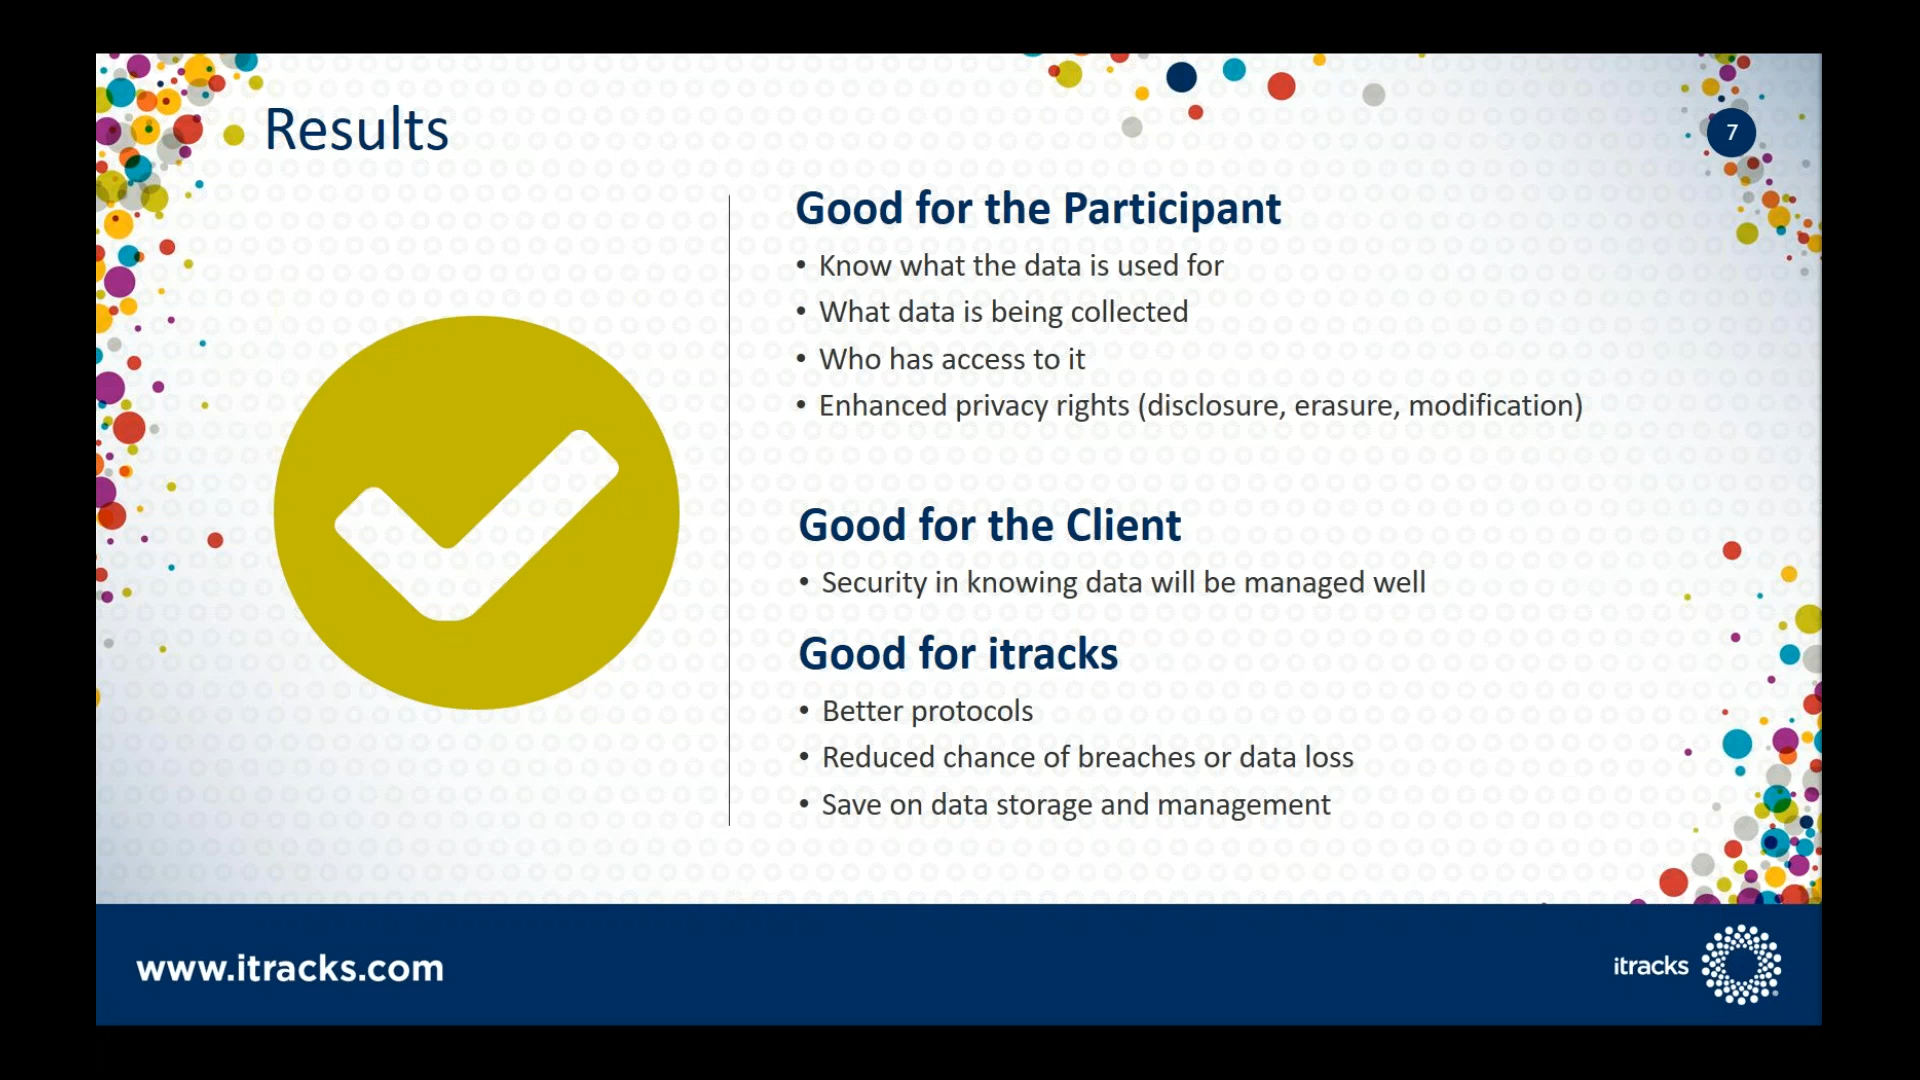 Results
7
Good for the Participant
• Know what the data is used for
• What data is being collected
• Who has access to it
• Enhanced privacy rights (disclosure, erasure, modification)
Good for the Client
• Security in knowing data will be managed well
Good for itracks
• Better protocols
• Reduced chance of breaches or data loss
• Save on data storage and management
www.itracks.com
itracks